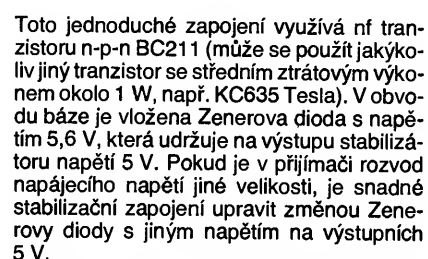 Toto jednoduché zapojení využívá nf tran-
zistoru n-p-n BC211 (může se použít jakýko-
liv jiný tranzistor se středním ztrátovým výko-
nem okolo 1 W, např. KC635 Tesla). V obvo-
du báze je vložena Zenerova dioda s napě-
tím 5,6 V, která udržuje na výstupu stabilizá-
toru napětí 5 V. Pokud je v přijímači rozvod
napájecího napětí jiné velikosti, je snadné
stabilizační zapojení upravit změnou Zene-
rovy diody s jiným napětím na výstupních
5 V.